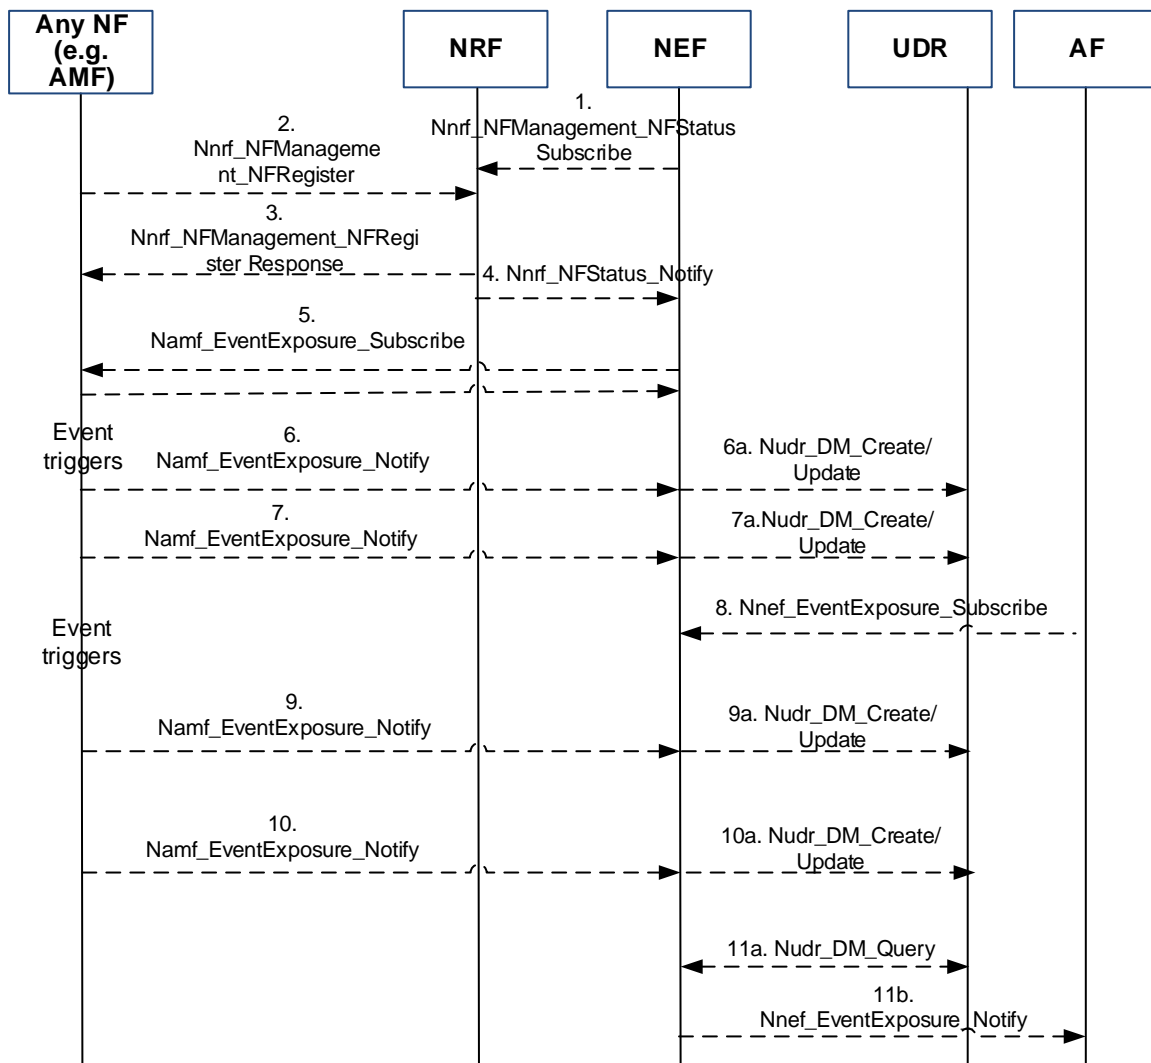 Any NF
(e.g.
AMF)
NRF
NEF
UDR
AF
1.
Nnrf_NFManagement_NFStatus
Subscribe
2.
Nnrf_NFManageme
nt_NFRegister
3.
Nnrf_NFManagement_NFRegi
ster Response
4. Nnrf_NFStatus_Notify
5.
Namf_EventExposure_Subscribe
Event
triggers
6.
Namf_EventExposure_Notify
6a. Nudr_DM_Create/
Update
7.
Namf_EventExposure_Notify
7a.Nudr_DM_Create/
Update
8. Nnef_EventExposure_Subscribe
Event
triggers
9.
Namf_EventExposure_Notify
9a. Nudr_DM_Create/
Update
10.
Namf_EventExposure_Notify
10a. Nudr_DM_Create/
Update
11a. Nudr_DM_Query
11b.
Nnef_EventExposure_Notify